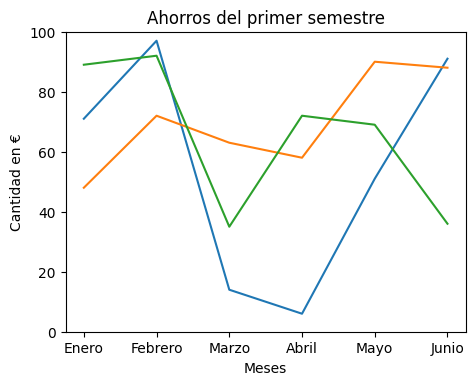 Ahorros del primer semestre
Cantidad en €
100
80
60
40
20
0
Enero Febrero Marzo Abril Mayo Junio
Meses